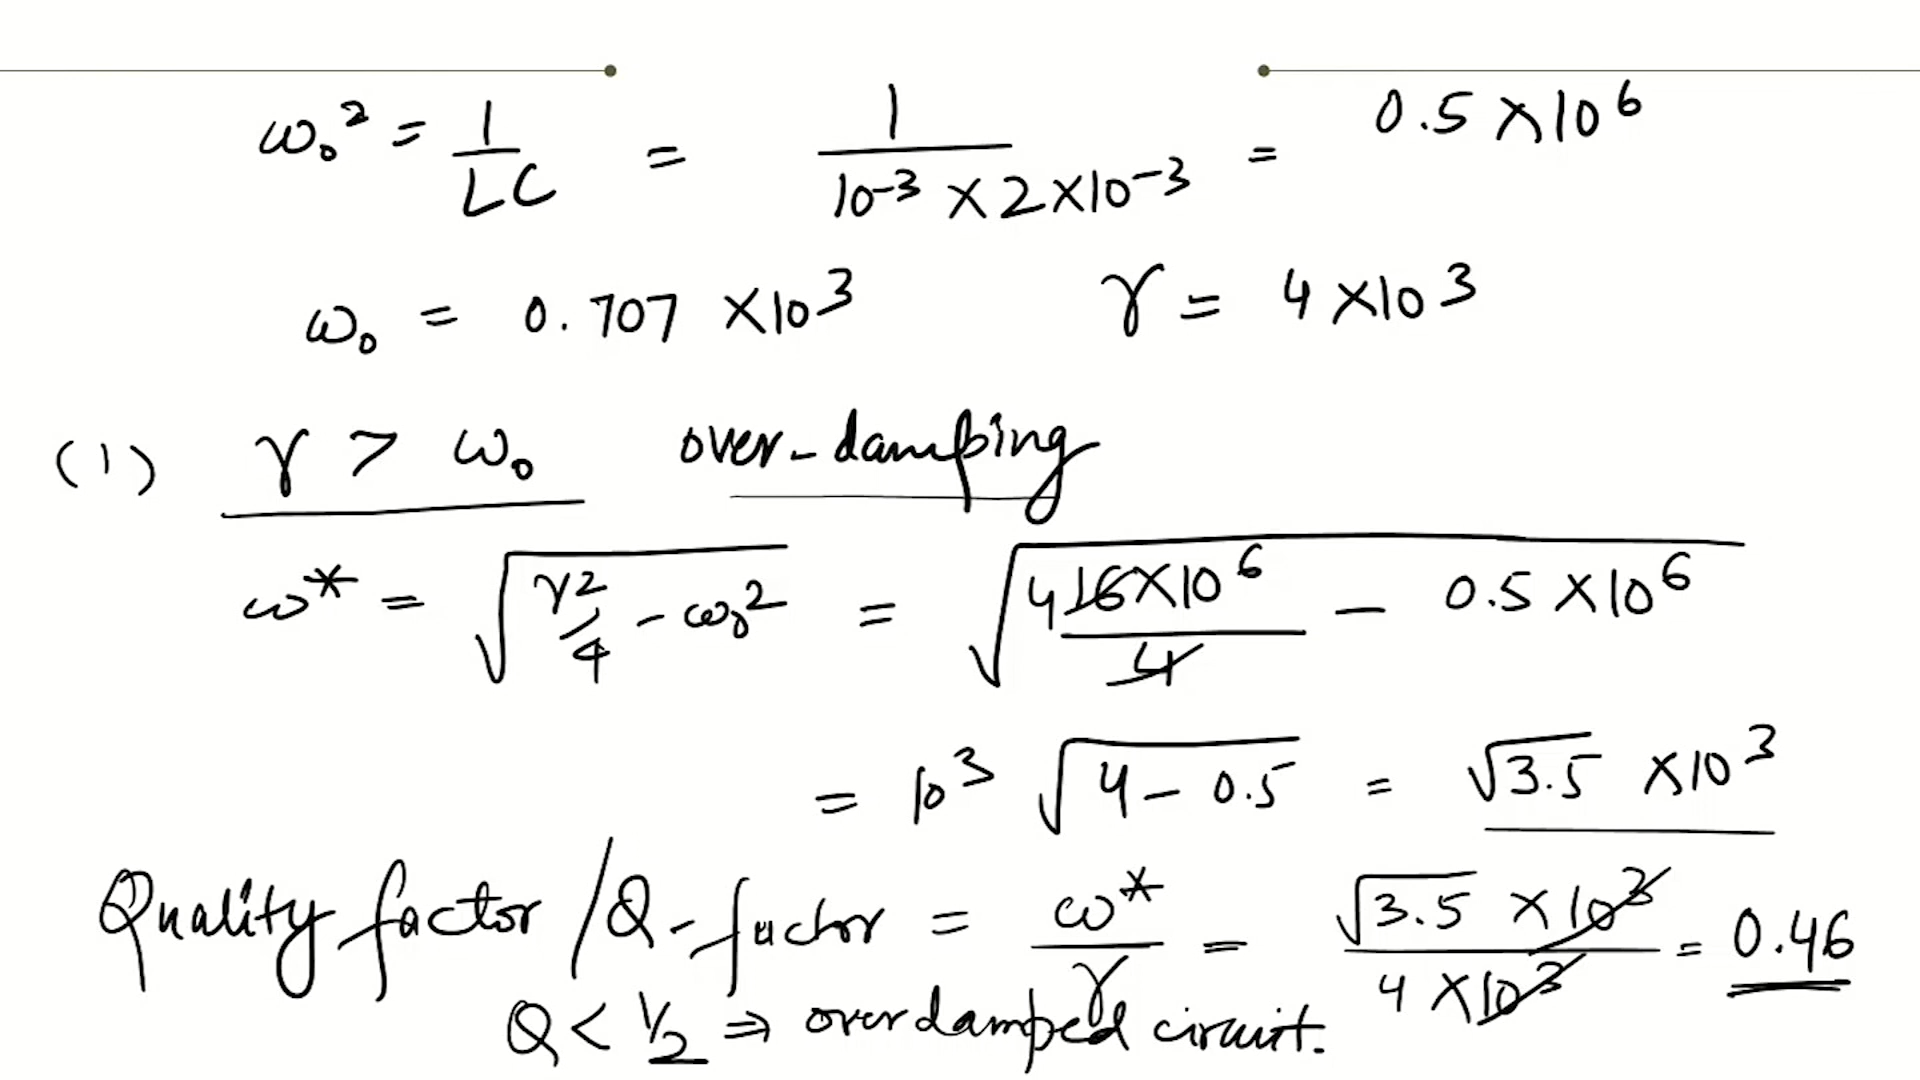 ω₀² = 1/LC = 1/(10⁻³ × 2×10⁻³) = 0.5 × 10⁶
ω₀ = 0.707 × 10³ γ = 4 × 10³
(1) γ > ω₀ over-damping
ω* = √(γ²/4 - ω₀²) = √(4 16×10⁶/4 - 0.5 × 10⁶)
= 10³ √(4 - 0.5) = √3.5 × 10³
Quality factor / Q-factor = ω*/γ = (√3.5 × 10³)/(4 × 10³) = 0.46
Q < 1/2 ⇒ overdamped circuit.